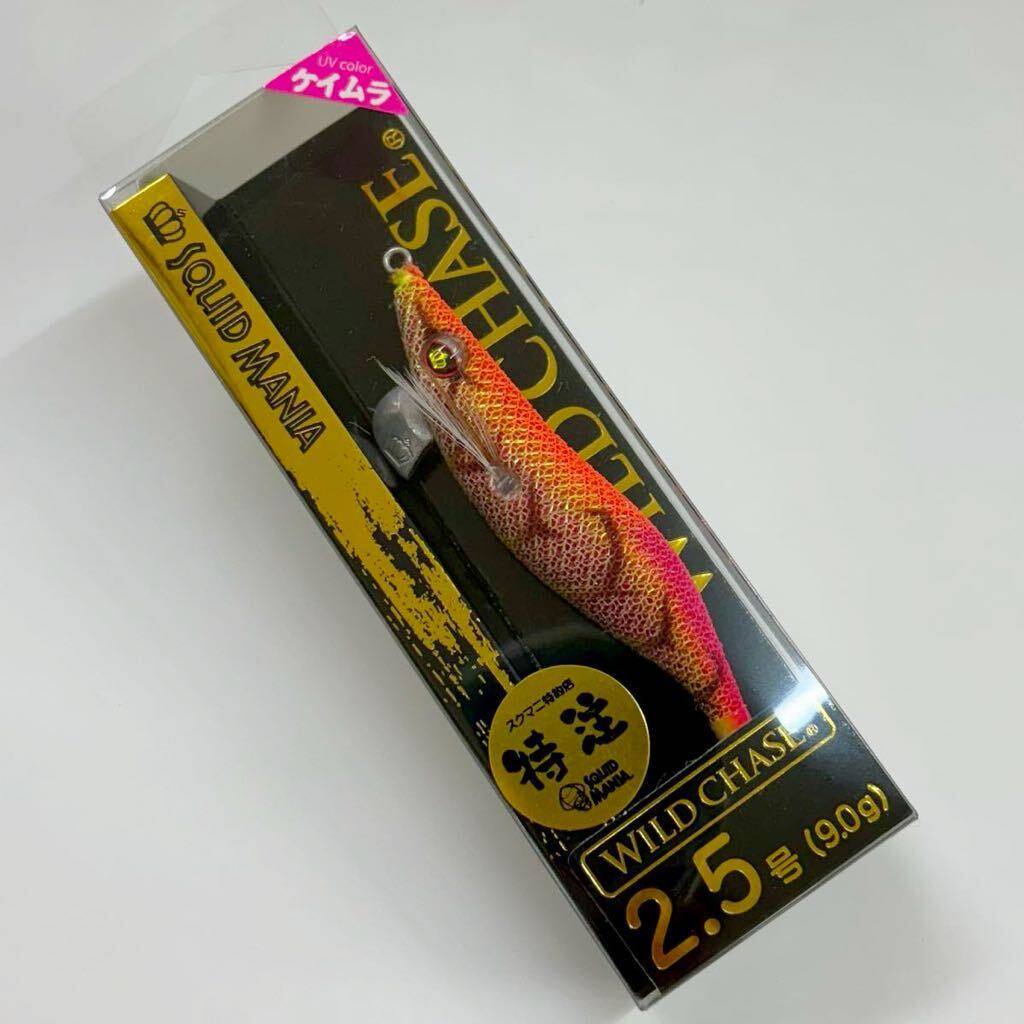 UV color
ケイムラ
SQUID MANIA
WILD CHASE®
スクマニ特約店
特注
SQUID
MANIA
WILD CHASE®
2.5号(9.0g)